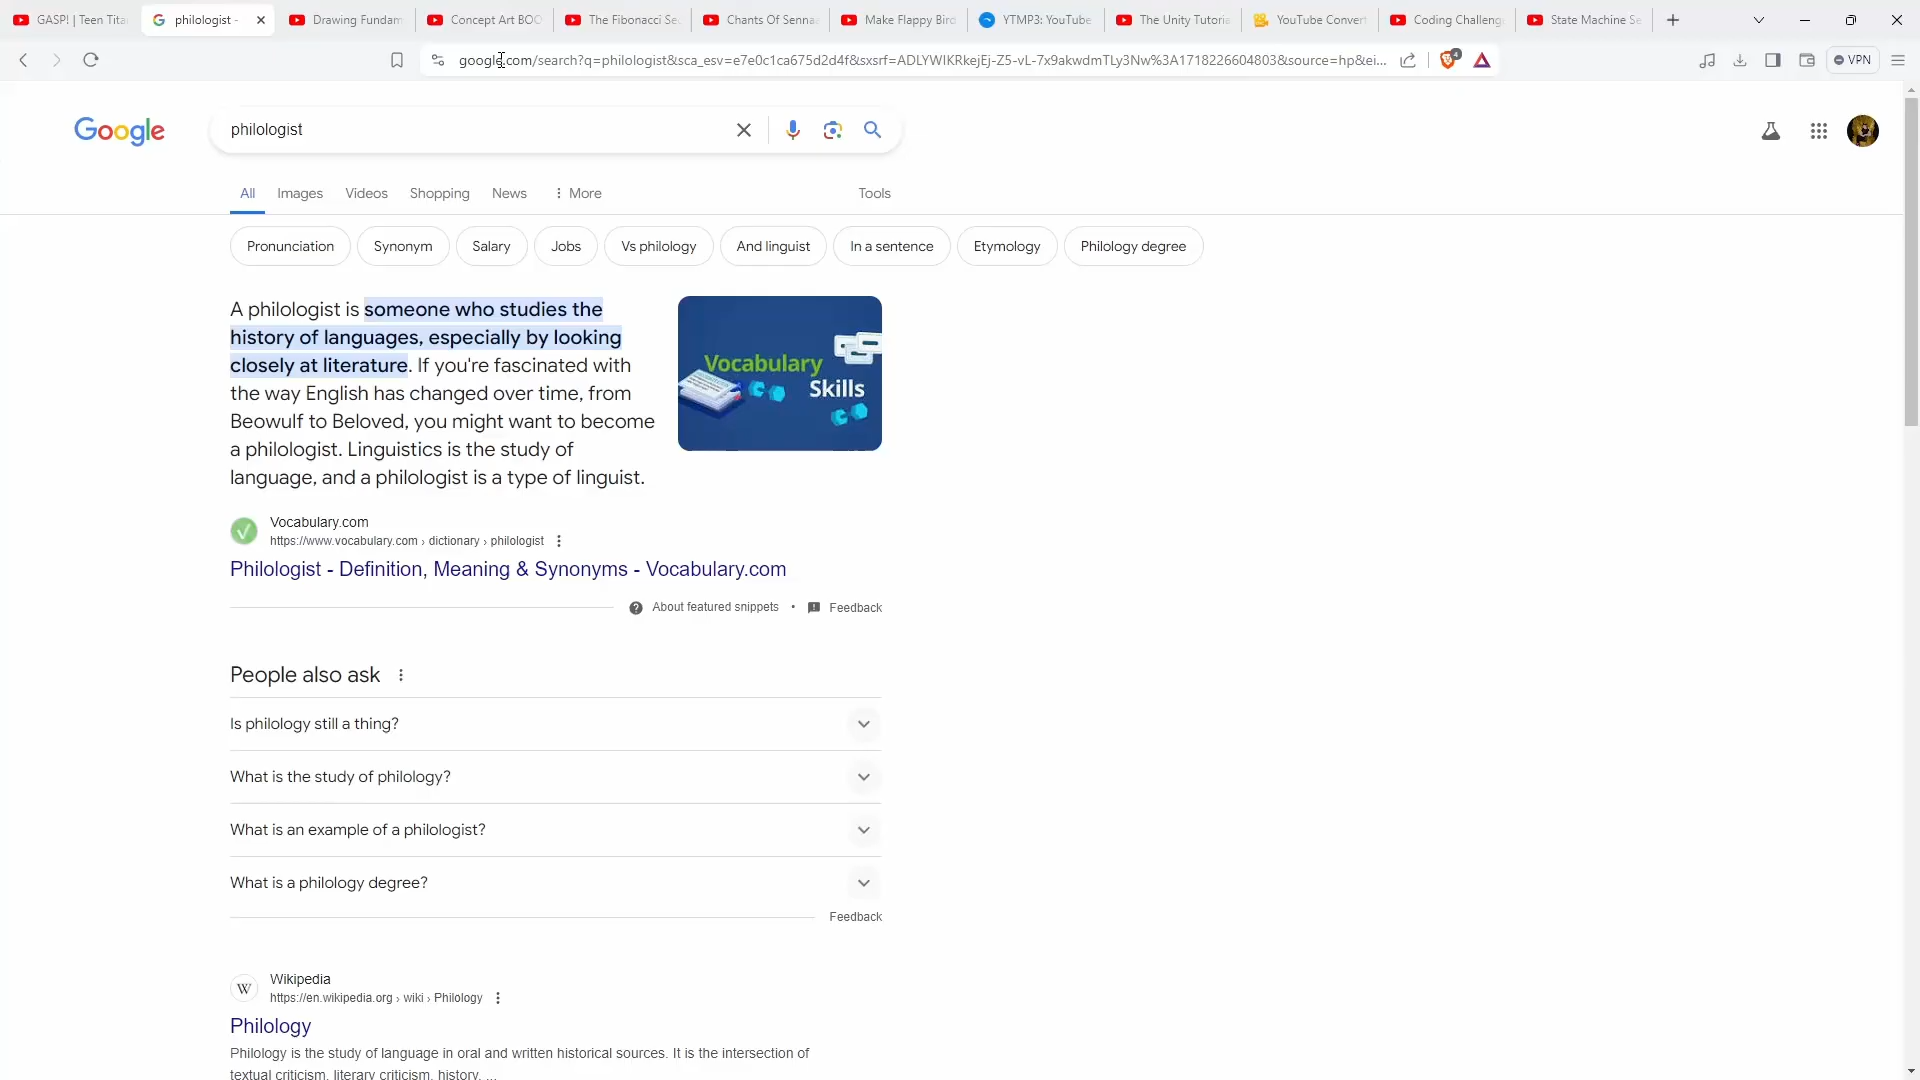 GASP! | Teen Tita
philologist -
Drawing Fundam
Concept Art BOO
The Fibonacci Se
Chants Of Senna
Make Flappy Bird
YTMP3: YouTube
The Unity Tutoria
YouTube Convert
Coding Challeng
State Machine Se
google.com/search?q=philologist&sca_esv=e7e0c1ca675d2d4f&sxsrf=ADLYWIKRkejEj-Z5-vL-7x9akwdmTLy3Nw%3A1718226604803&source=hp&ei...
4
VPN
Google
philologist
All
Images
Videos
Shopping
News
More
Tools
Pronunciation
Synonym
Salary
Jobs
Vs philology
And linguist
In a sentence
Etymology
Philology degree
A philologist is someone who studies the
history of languages, especially by looking
closely at literature. If you're fascinated with
the way English has changed over time, from
Beowulf to Beloved, you might want to become
a philologist. Linguistics is the study of
language, and a philologist is a type of linguist.
Vocabulary
Skills
Vocabulary.com
https://www.vocabulary.com › dictionary › philologist
Philologist - Definition, Meaning & Synonyms - Vocabulary.com
About featured snippets
•
Feedback
People also ask
Is philology still a thing?
What is the study of philology?
What is an example of a philologist?
What is a philology degree?
Feedback
W
Wikipedia
https://en.wikipedia.org › wiki › Philology
Philology
Philology is the study of language in oral and written historical sources. It is the intersection of
textual criticism, literary criticism, history, ...